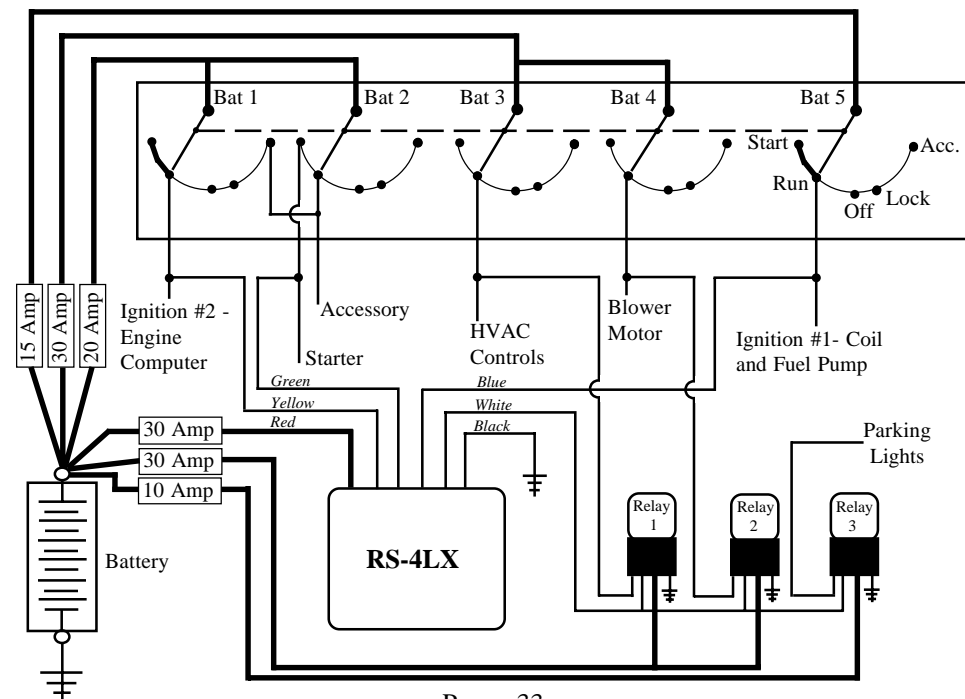 Bat 1
Bat 2
Bat 3
Bat 4
Bat 5
Start
Acc.
Run
Lock
Off
15 Amp
30 Amp
20 Amp
Ignition #2 -
Engine
Computer
Accessory
Starter
HVAC
Controls
Blower
Motor
Ignition #1- Coil
and Fuel Pump
Green
Yellow
Red
Blue
White
Black
30 Amp
30 Amp
10 Amp
Parking
Lights
Relay
1
Relay
2
Relay
3
RS-4LX
Battery